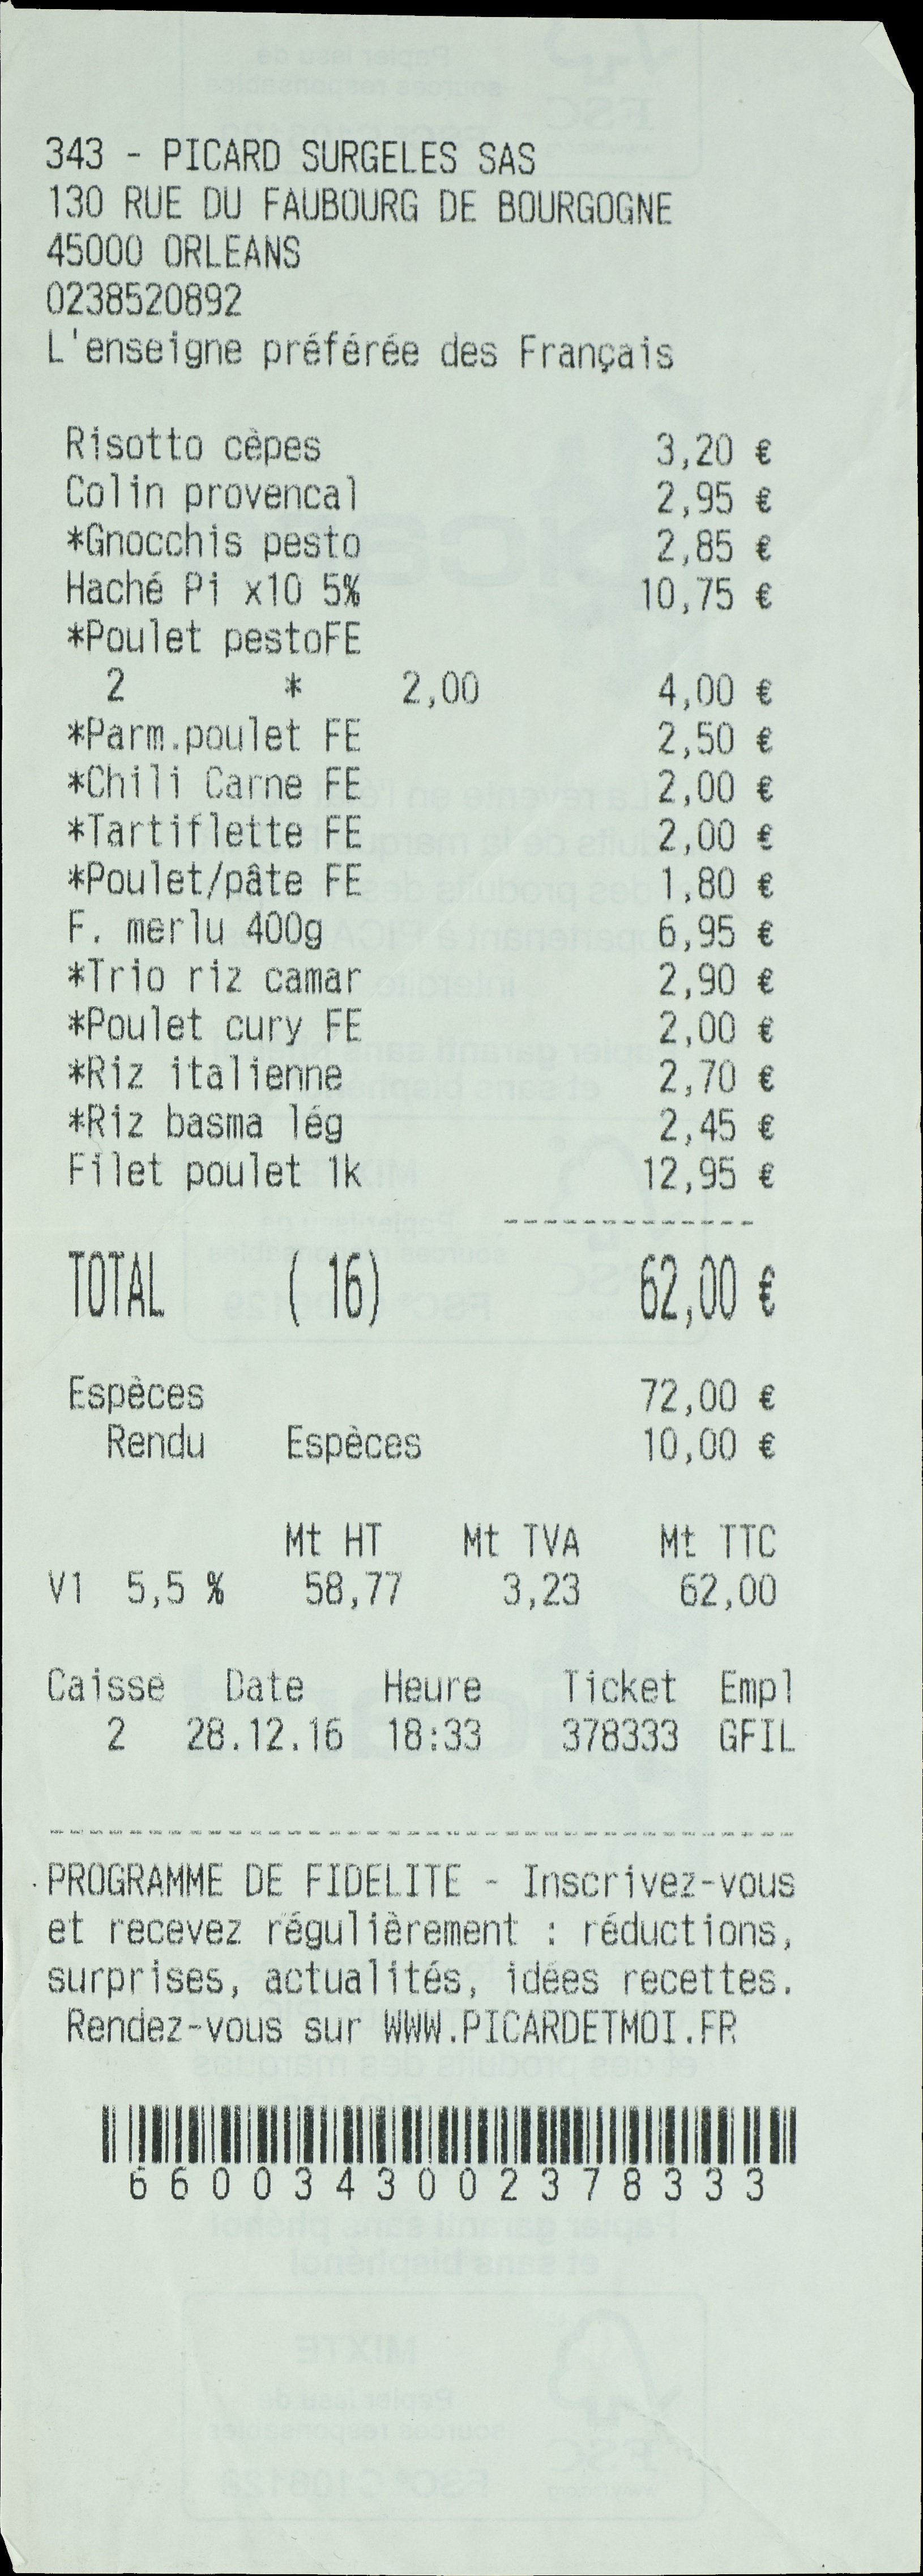 343 - PICARD SURGELES SAS
130 RUE DU FAUBOURG DE BOURGOGNE
45000 ORLEANS
0238520892
L'enseigne préférée des Français
Risotto cèpes 3,20 €
Colin provencal 2,95 €
*Gnocchis pesto 2,85 €
Haché Pi x10 5% 10,75 €
*Poulet pestoFE
2 * 2,00 4,00 €
*Parm.poulet FE 2,50 €
*Chili Carne FE 2,00 €
*Tartiflette FE 2,00 €
*Poulet/pâte FE 1,80 €
F. merlu 400g 6,95 €
*Trio riz camar 2,90 €
*Poulet cury FE 2,00 €
*Riz italienne 2,70 €
*Riz basma lég 2,45 €
Filet poulet 1k 12,95 €
-------------
TOTAL ( 16) 62,00 €
Espèces 72,00 €
Rendu Espèces 10,00 €
Mt HT Mt TVA Mt TTC
V1 5,5 % 58,77 3,23 62,00
Caisse Date Heure Ticket Empl
2 28.12.16 18:33 378333 GFIL
--------------------------------------
PROGRAMME DE FIDELITE - Inscrivez-vous
et recevez régulièrement : réductions,
surprises, actualités, idées recettes.
Rendez-vous sur WWW.PICARDETMOI.FR
6600343002378333